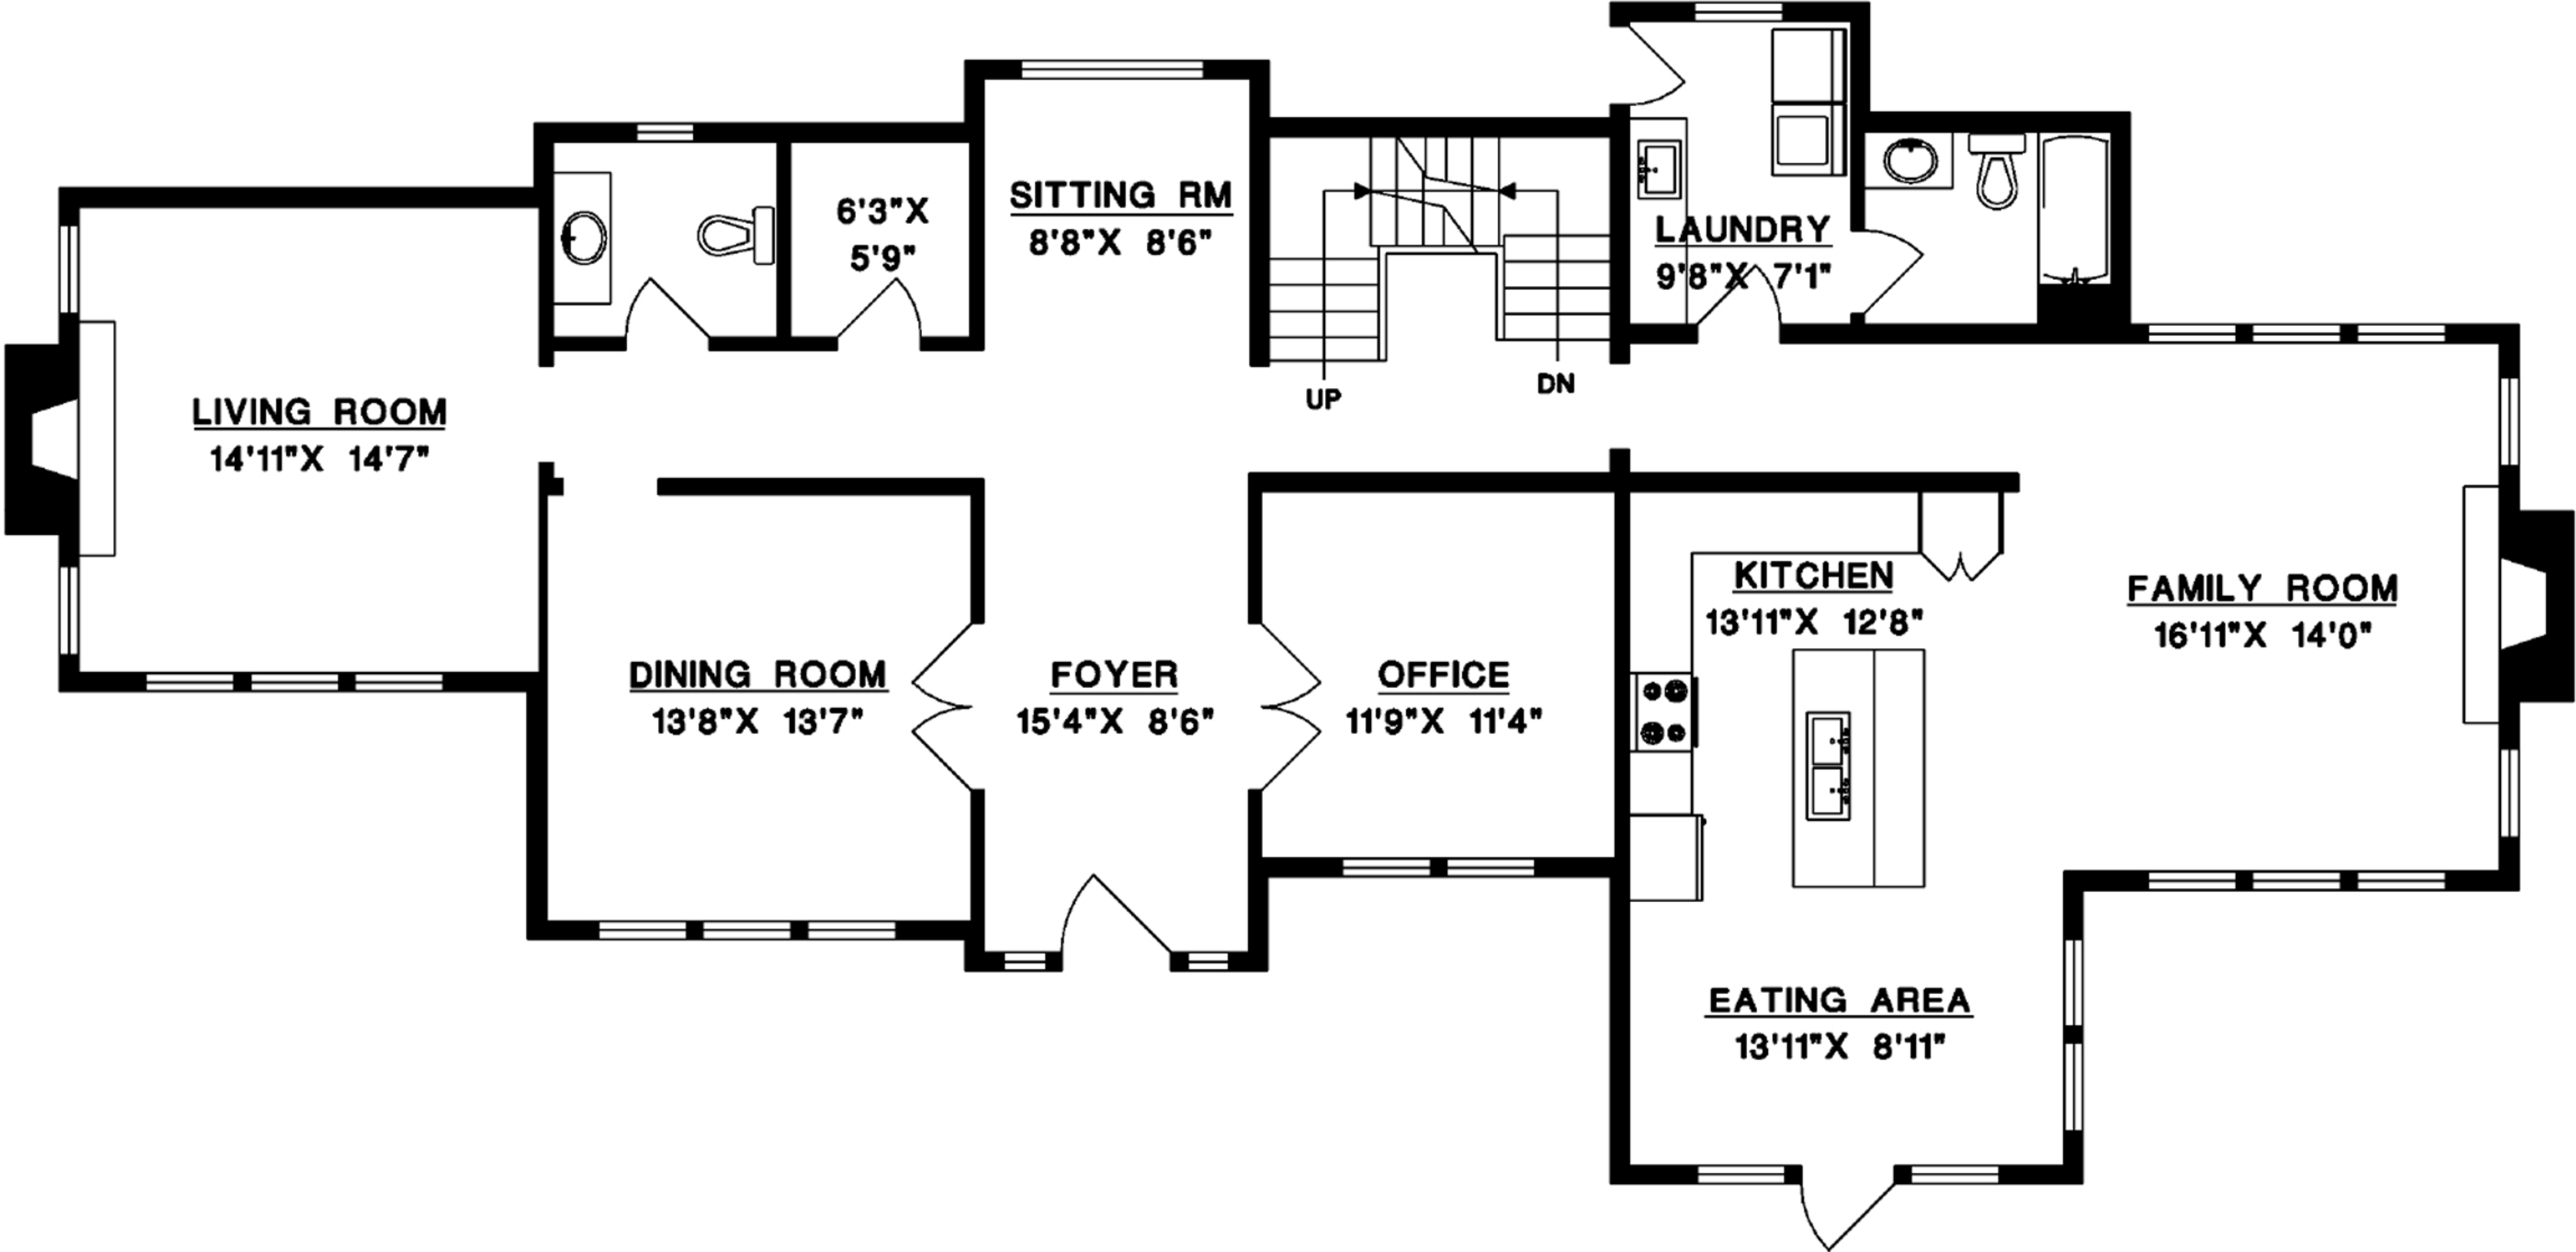 SITTING RM
8'8"X 8'6"
6'3"X
5'9"
LAUNDRY
9'8"X 7'1"
UP
DN
LIVING ROOM
14'11"X 14'7"
KITCHEN
13'11"X 12'8"
FAMILY ROOM
16'11"X 14'0"
DINING ROOM
13'8"X 13'7"
FOYER
15'4"X 8'6"
OFFICE
11'9"X 11'4"
EATING AREA
13'11"X 8'11"